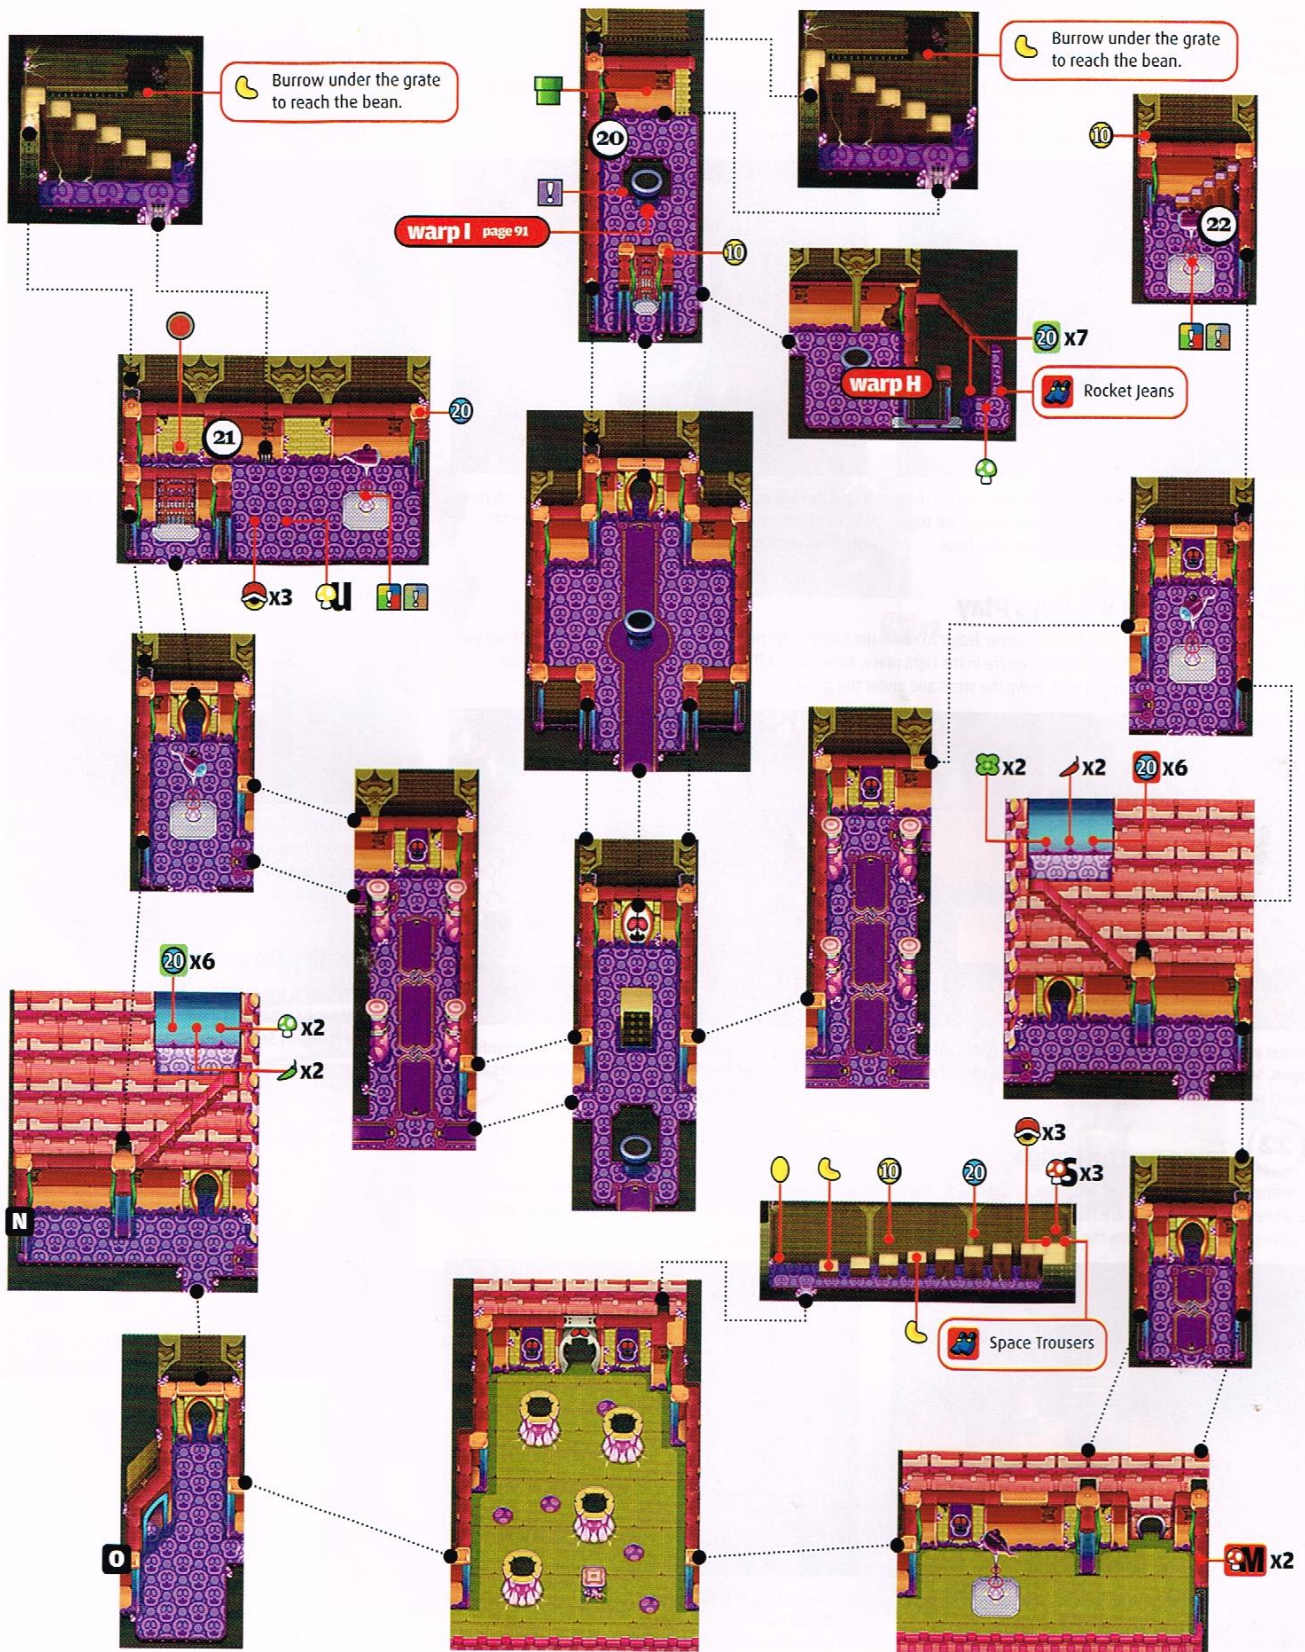 Burrow under the grate
to reach the bean.
Burrow under the grate
to reach the bean.
20
10
22
warp I page 91
10
20 x7
warp H
Rocket Jeans
21
20
x3
U
x2
x2
20 x6
20 x6
x2
x2
N
x3
10
20
S x3
Space Trousers
O
M x2